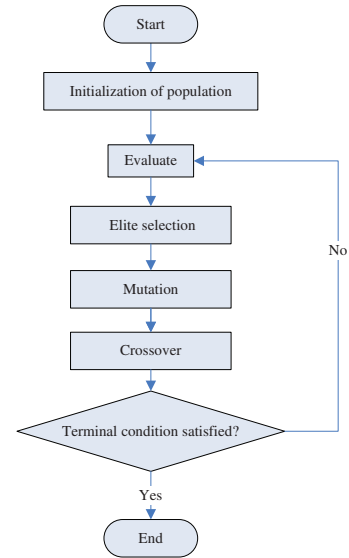 Start
Initialization of population
Evaluate
Elite selection
No
Mutation
Crossover
Terminal condition satisfied?
Yes
End